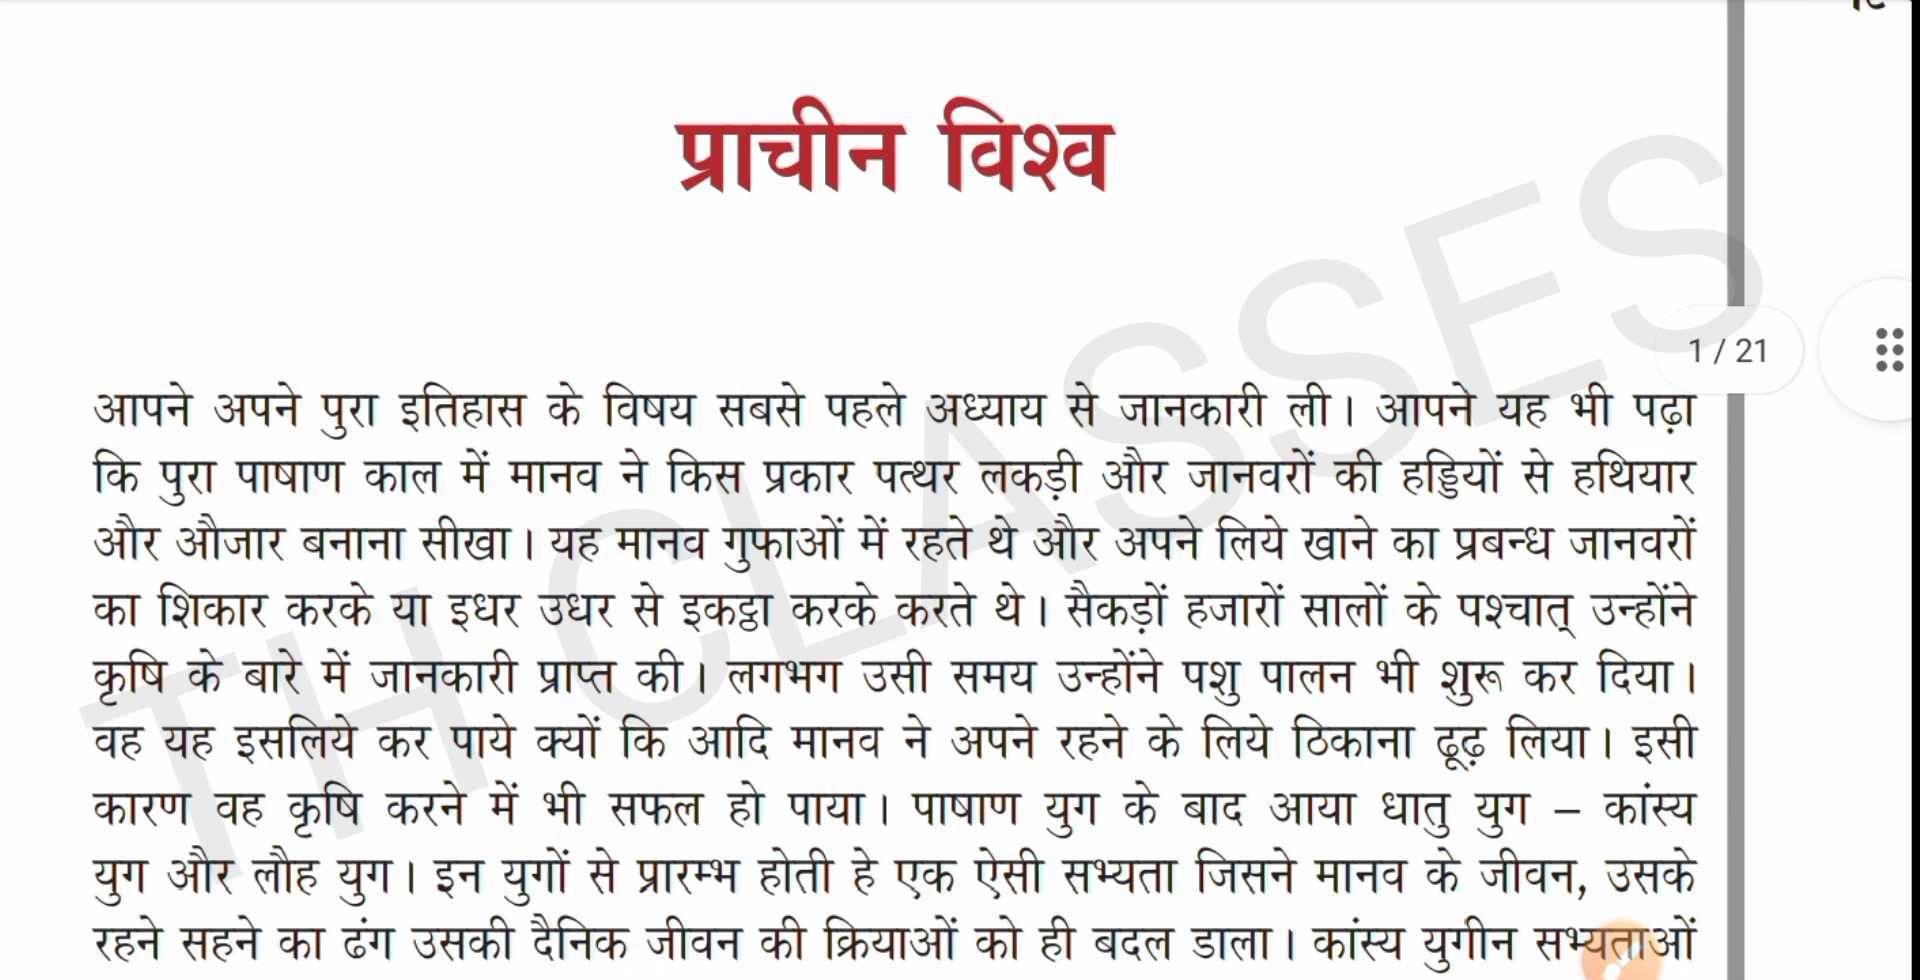 प्राचीन विश्व
1 / 21
आपने अपने पुरा इतिहास के विषय सबसे पहले अध्याय से जानकारी ली। आपने यह भी पढ़ा
कि पुरा पाषाण काल में मानव ने किस प्रकार पत्थर लकड़ी और जानवरों की हड्डियों से हथियार
और औजार बनाना सीखा। यह मानव गुफाओं में रहते थे और अपने लिये खाने का प्रबन्ध जानवरों
का शिकार करके या इधर उधर से इकट्ठा करके करते थे। सैकड़ों हजारों सालों के पश्चात् उन्होंने
कृषि के बारे में जानकारी प्राप्त की। लगभग उसी समय उन्होंने पशु पालन भी शुरू कर दिया।
वह यह इसलिये कर पाये क्यों कि आदि मानव ने अपने रहने के लिये ठिकाना ढूढ़ लिया। इसी
कारण वह कृषि करने में भी सफल हो पाया। पाषाण युग के बाद आया धातु युग – कांस्य
युग और लौह युग। इन युगों से प्रारम्भ होती हे एक ऐसी सभ्यता जिसने मानव के जीवन, उसके
रहने सहने का ढंग उसकी दैनिक जीवन की क्रियाओं को ही बदल डाला। कांस्य युगीन सभ्यताओं
TH CLASSES